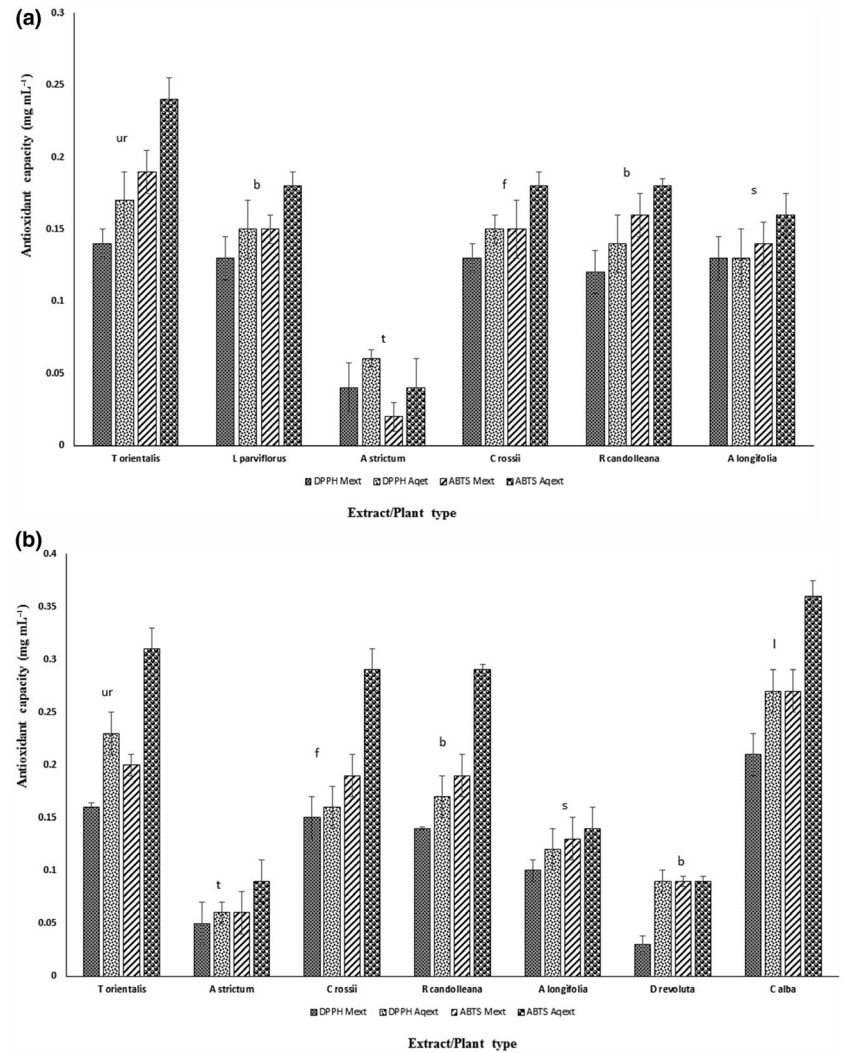 (a)
0.3
0.25
0.2
0.15
0.1
0.05
0
Antioxidant capacity (mg mL⁻¹)
ur
b
t
f
b
s
T orientalis L parviflorus A strictum C rossii R candolleana A longifolia
DPPH Mext DPPH Aqet ABTS Mext ABTS Aqext
Extract/Plant type
(b)
0.4
0.35
0.3
0.25
0.2
0.15
0.1
0.05
0
Antioxidant capacity (mg mL⁻¹)
ur
t
f
b
s
b
l
T orientalis A strictum C rossii R candolleana A longifolia D revoluta C alba
DPPH Mext DPPH Aqext ABTS Mext ABTS Aqext
Extract/Plant type